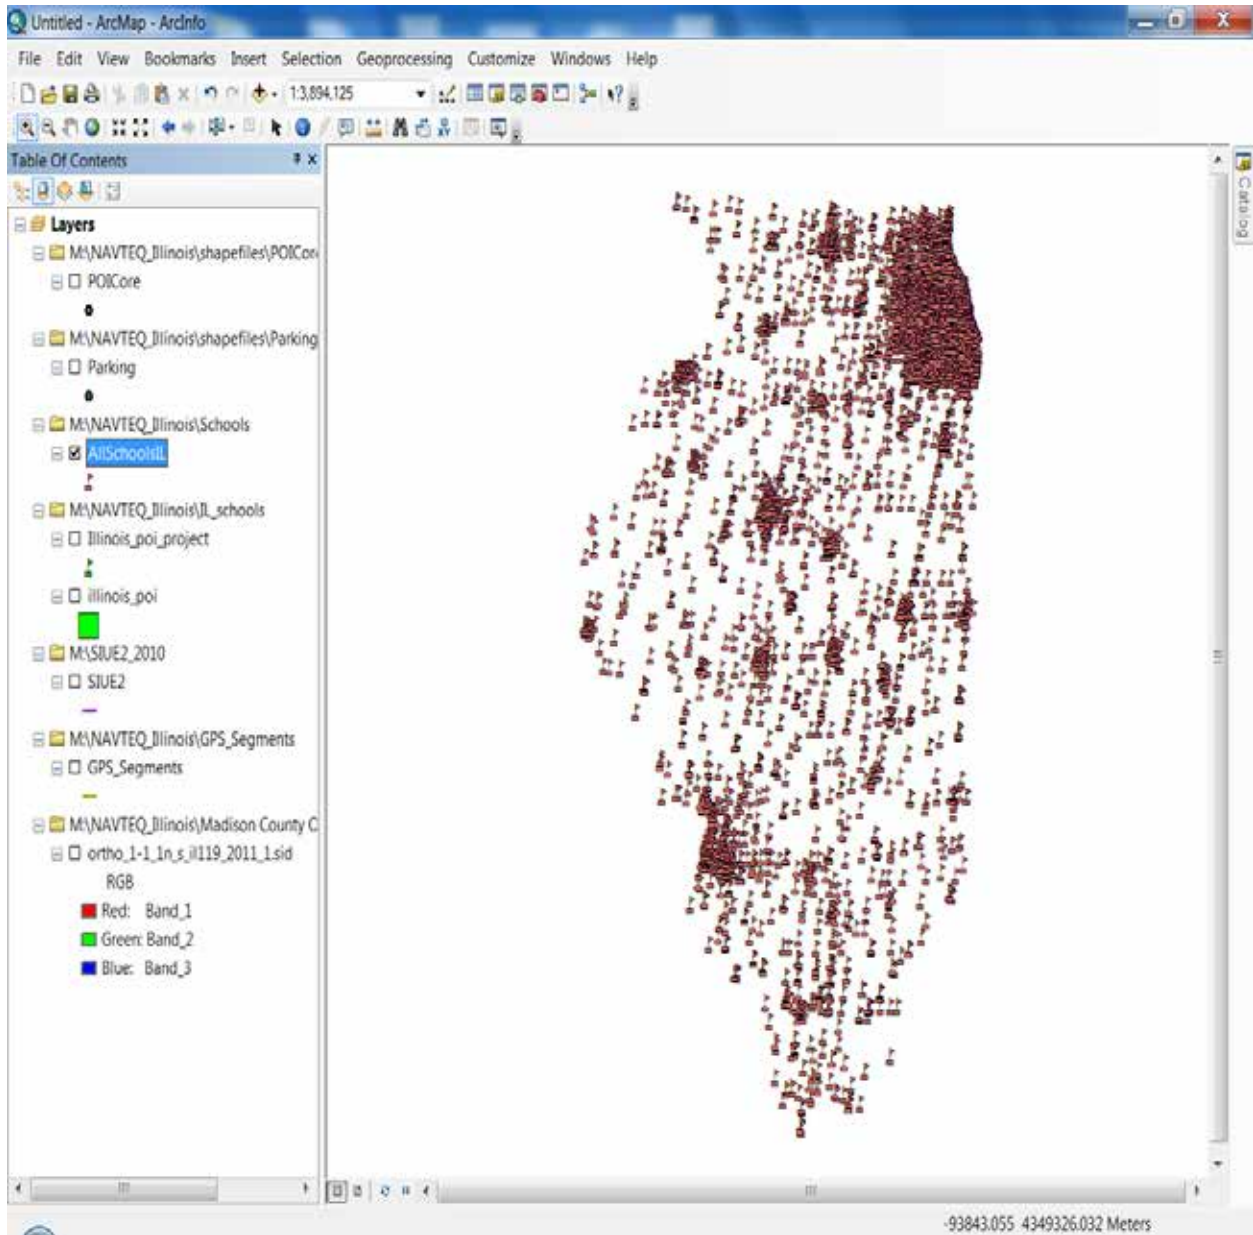 Untitled - ArcMap - ArcInfo
File Edit View Bookmarks Insert Selection Geoprocessing Customize Windows Help
1:3,894,125
Table Of Contents
Catalog
Layers
M:\NAVTEQ_Illinois\shapefiles\POICor
POICore
M:\NAVTEQ_Illinois\shapefiles\Parking
Parking
M:\NAVTEQ_Illinois\Schools
AllSchoolsIL
M:\NAVTEQ_Illinois\IL_schools
Illinois_poi_project
illinois_poi
M:\SIUE2_2010
SIUE2
M:\NAVTEQ_Illinois\GPS_Segments
GPS_Segments
M:\NAVTEQ_Illinois\Madison County C
ortho_1-1_1n_s_il119_2011_1.sid
RGB
Red: Band_1
Green: Band_2
Blue: Band_3
-93843.055 4349326.032 Meters